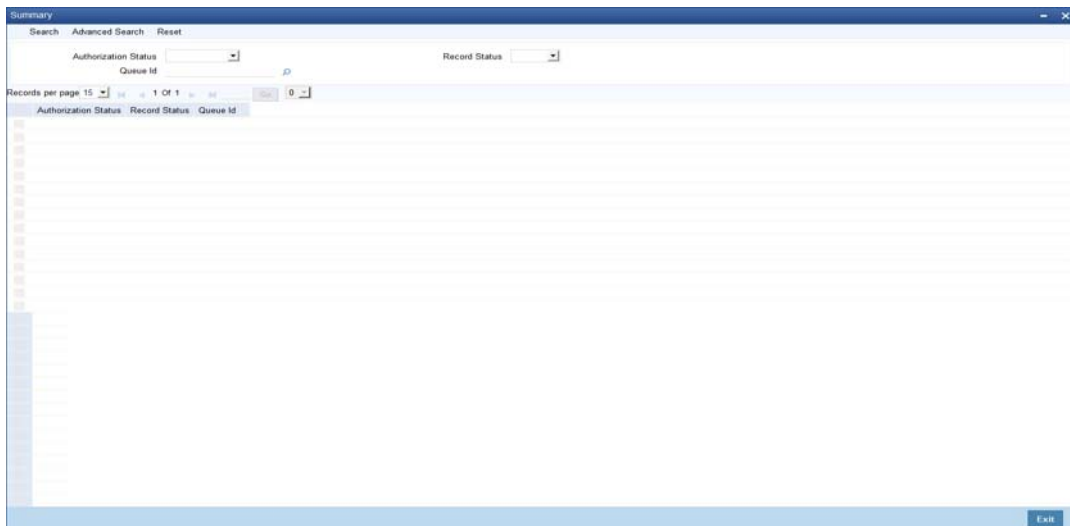 Summary
Search Advanced Search Reset
Authorization Status Record Status
Queue Id
Records per page 15 1 Of 1 Go 0
Authorization Status Record Status Queue Id
Exit